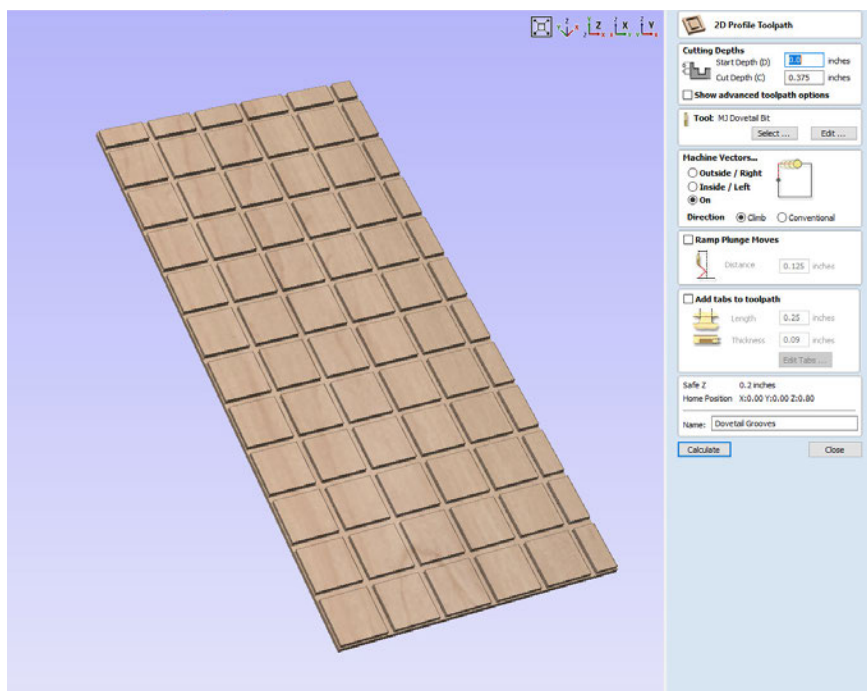 2D Profile Toolpath
Cutting Depths
Start Depth (D) 0.0 inches
Cut Depth (C) 0.375 inches
Show advanced toolpath options
Tool: MJ Dovetail Bit
Select ... Edit ...
Machine Vectors...
Outside / Right
Inside / Left
On
Direction Climb Conventional
Ramp Plunge Moves
Distance 0.125 inches
Add tabs to toolpath
Length 0.25 inches
Thickness 0.09 inches
Edit Tabs ...
Safe Z 0.2 inches
Home Position X:0.00 Y:0.00 Z:0.80
Name: Dovetail Grooves
Calculate Close